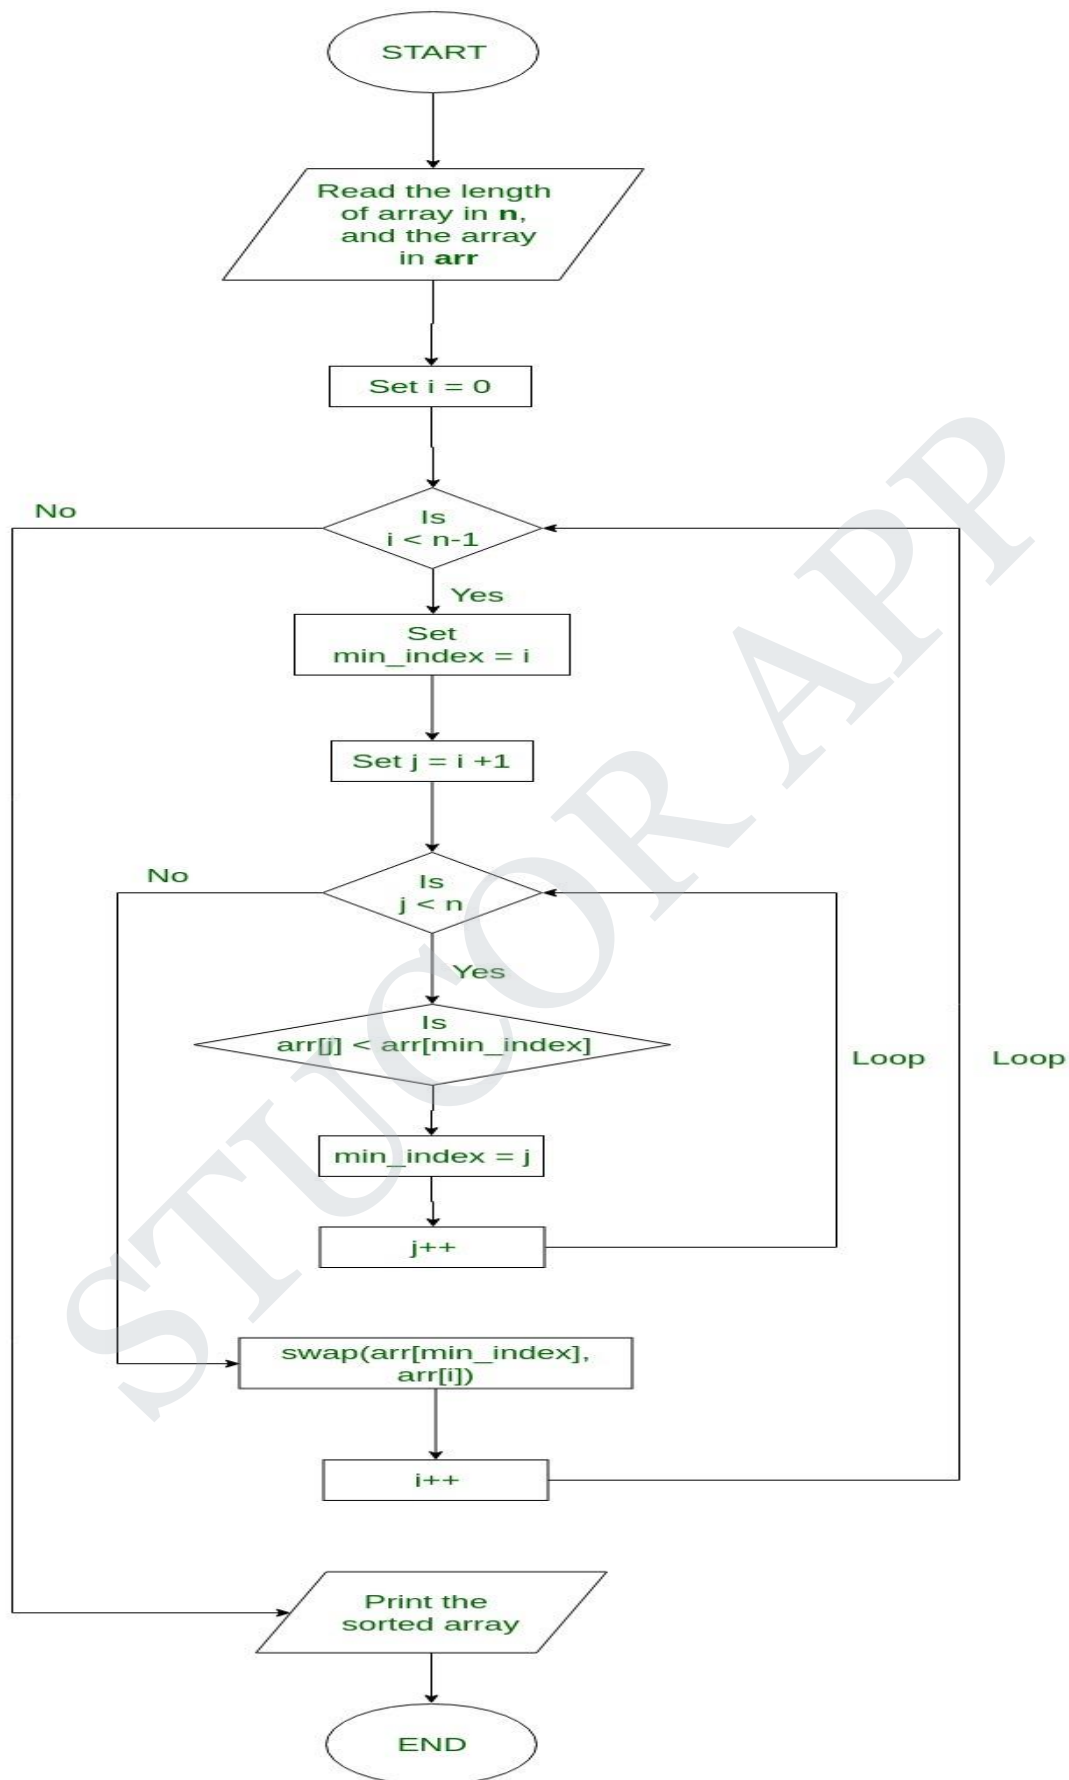 START
Read the length
of array in n,
and the array
in arr
Set i = 0
No
Is
i < n-1
Yes
Set
min_index = i
Set j = i +1
No
Is
j < n
Yes
Is
arr[j] < arr[min_index]
Loop
Loop
min_index = j
j++
swap(arr[min_index],
arr[i])
i++
Print the
sorted array
END
STUCOR APP